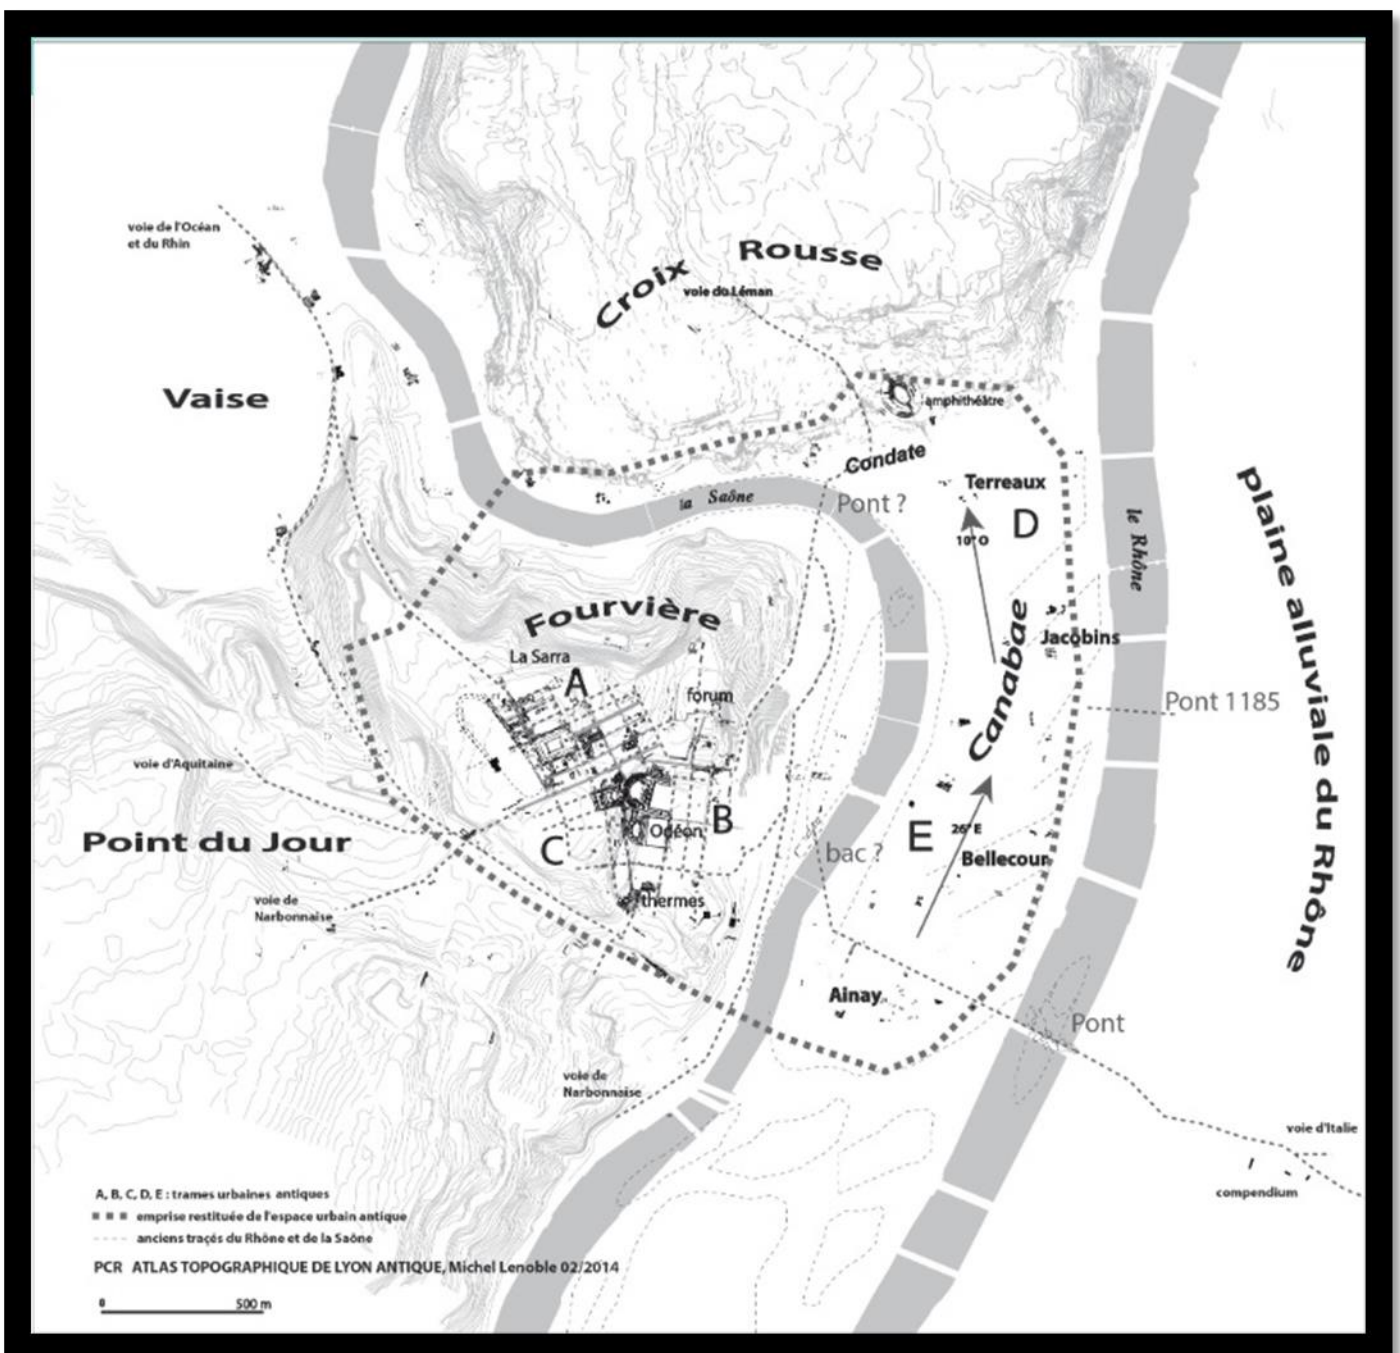 voie de l'Océan
et du Rhin
Croix Rousse
voie du Léman
Vaise
amphithéâtre
Condate
Terreaux
la Saône
Pont ?
D
10° O
le Rhône
plaine alluviale du Rhône
Fourvière
La Sarra
A
forum
Canabae
Jacobins
Pont 1185
voie d'Aquitaine
Point du Jour
C
Odéon
B
bac ?
E
26° E
Bellecour
voie de
Narbonnaise
thermes
Ainay
Pont
voie de
Narbonnaise
voie d'Italie
compendium
A, B, C, D, E : trames urbaines antiques
emprise restituée de l'espace urbain antique
anciens traçés du Rhône et de la Saône
PCR ATLAS TOPOGRAPHIQUE DE LYON ANTIQUE, Michel Lenoble 02/2014
0 500 m